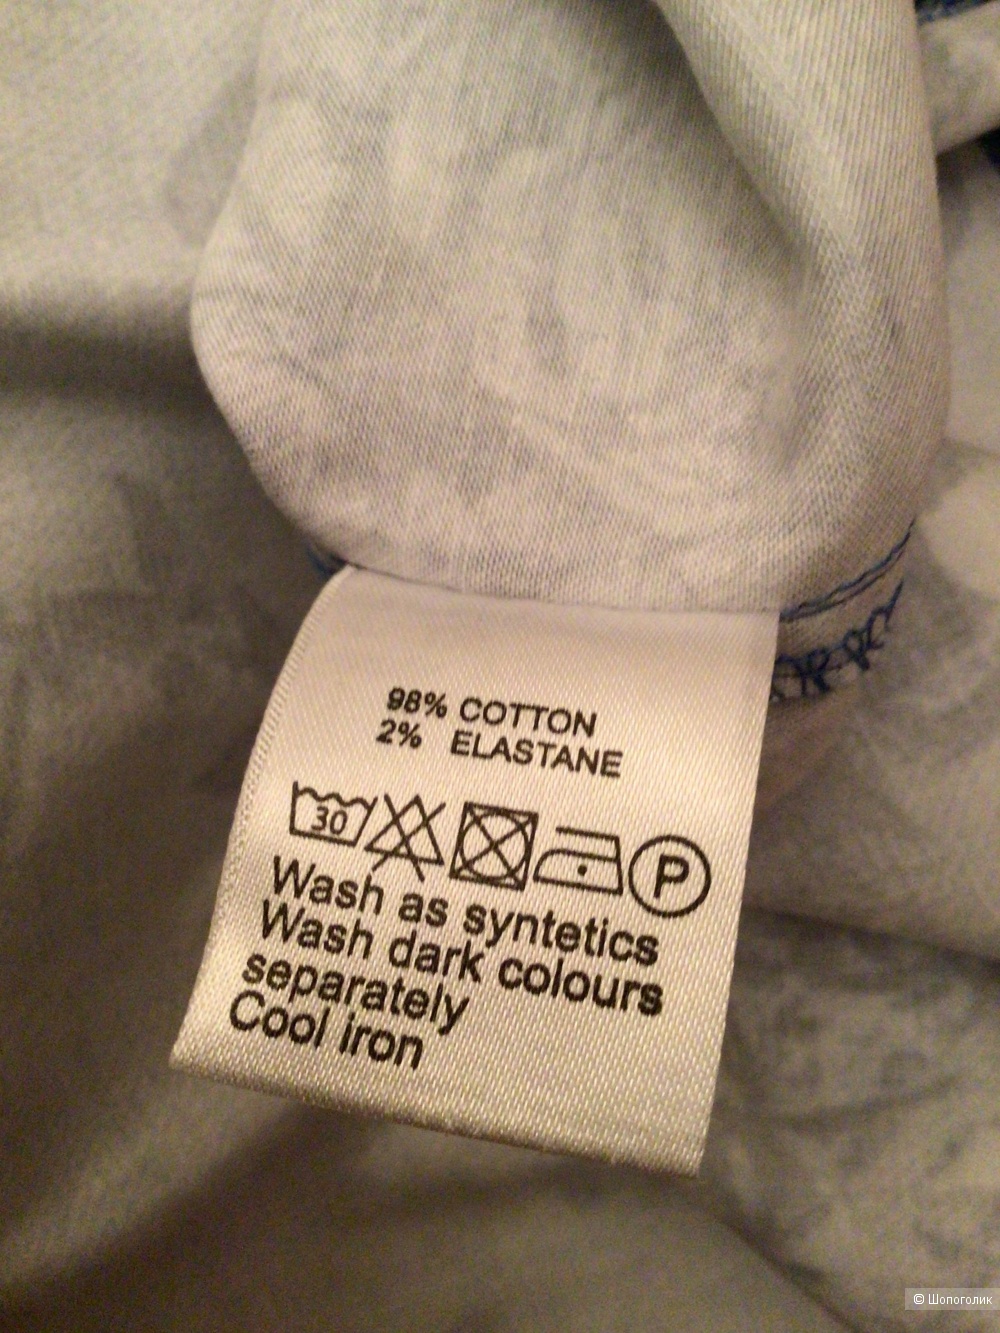 98% COTTON
2% ELASTANE
30 P
Wash as syntetics
Wash dark colours
separately
Cool iron
© Шопоголик